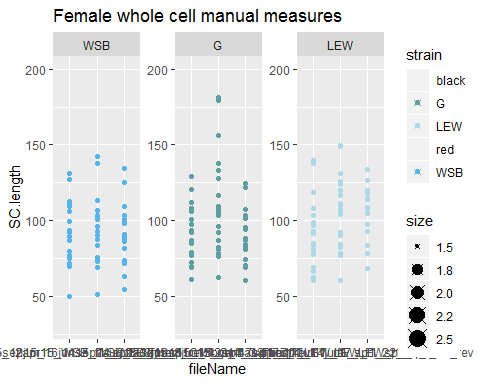 Female whole cell manual measures
WSB
G
LEW
strain
black
G
LEW
red
WSB
size
1.5
1.8
2.0
2.2
2.5
SC.length
200
150
100
50
200
150
100
50
200
150
100
50
rev
fileName